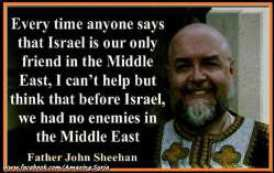 Every time anyone says
that Israel is our only
friend in the Middle
East, I can't help but
think that before Israel,
we had no enemies in
the Middle East
Father John Sheehan
www.facebook.com/Amazing.Syria